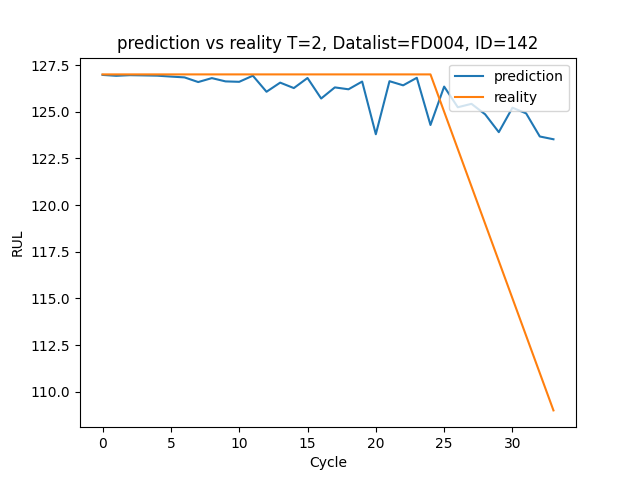 prediction vs reality T=2, Datalist=FD004, ID=142
127.5
125.0
122.5
120.0
117.5
115.0
112.5
110.0
RUL
prediction
reality
0 5 10 15 20 25 30
Cycle